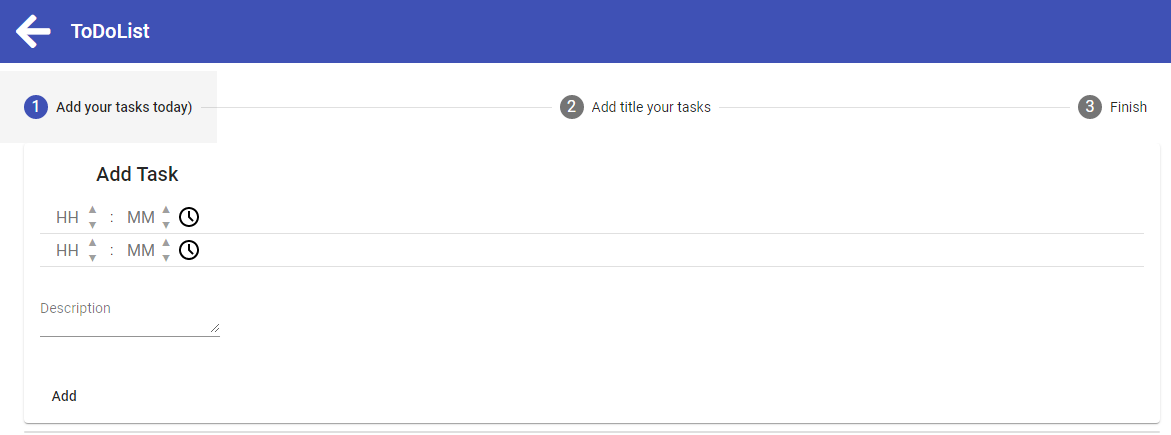 ToDoList
1 Add your tasks today) 2 Add title your tasks 3 Finish
Add Task
HH : MM
HH : MM
Description
Add